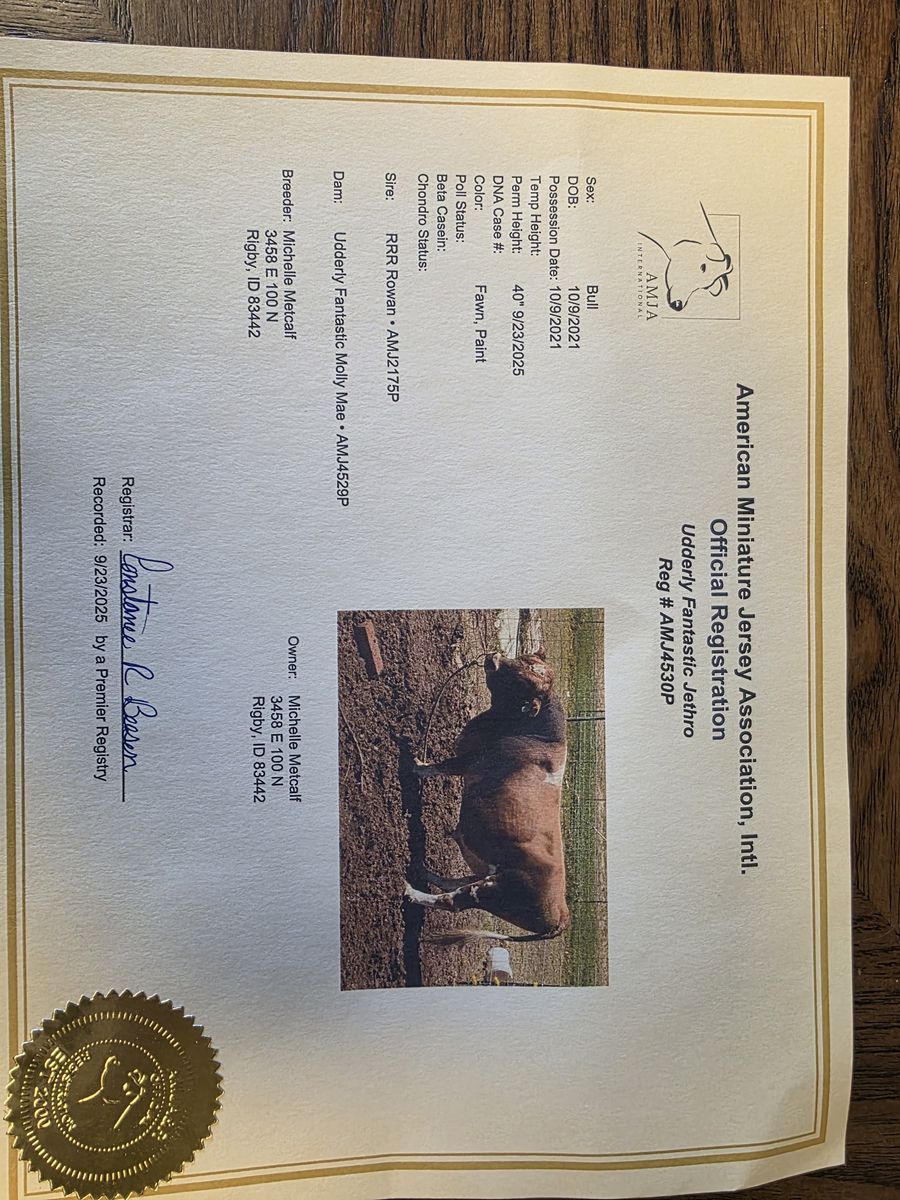 AMJA
INTERNATIONAL
American Miniature Jersey Association, Intl.
Official Registration
Udderly Fantastic Jethro
Reg # AMJ4530P
Sex: Bull
DOB: 10/9/2021
Possession Date: 10/9/2021
Temp Height:
Perm Height: 40" 9/23/2025
DNA Case #:
Color: Fawn, Paint
Poll Status:
Beta Casein:
Chondro Status:
Sire: RRR Rowan • AMJ2175P
Dam: Udderly Fantastic Molly Mae • AMJ4529P
Breeder: Michelle Metcalf
3458 E 100 N
Rigby, ID 83442
Owner: Michelle Metcalf
3458 E 100 N
Rigby, ID 83442
Registrar: Constance R Beesen
Recorded: 9/23/2025 by a Premier Registry